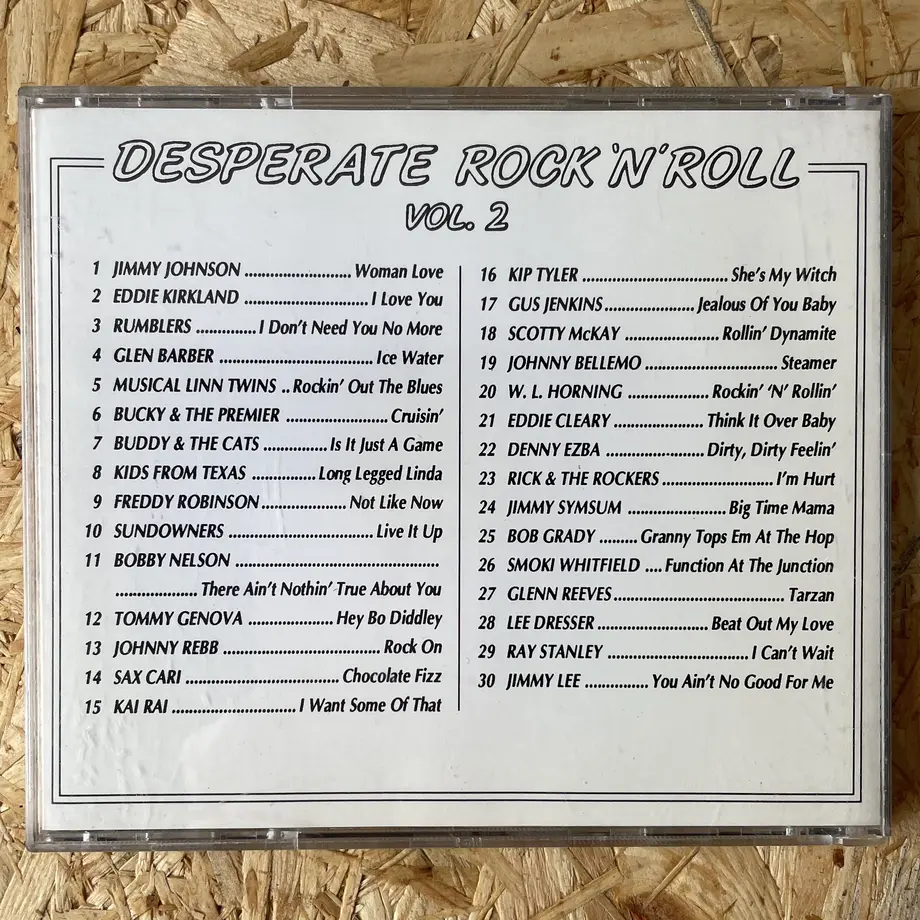 DESPERATE ROCK 'N' ROLL
VOL. 2
1 JIMMY JOHNSON ........................ Woman Love
2 EDDIE KIRKLAND ............................ I Love You
3 RUMBLERS ............. I Don't Need You No More
4 GLEN BARBER ................................... Ice Water
5 MUSICAL LINN TWINS .. Rockin' Out The Blues
6 BUCKY & THE PREMIER ....................... Cruisin'
7 BUDDY & THE CATS ............... Is It Just A Game
8 KIDS FROM TEXAS .............. Long Legged Linda
9 FREDDY ROBINSON ................... Not Like Now
10 SUNDOWNERS ................................. Live It Up
11 BOBBY NELSON ..............................................
................... There Ain't Nothin' True About You
12 TOMMY GENOVA ................... Hey Bo Diddley
13 JOHNNY REBB .................................... Rock On
14 SAX CARI ................................... Chocolate Fizz
15 KAI RAI ............................ I Want Some Of That
16 KIP TYLER ................................. She's My Witch
17 GUS JENKINS .................... Jealous Of You Baby
18 SCOTTY McKAY ..................... Rollin' Dynamite
19 JOHNNY BELLEMO .............................. Steamer
20 W. L. HORNING .................. Rockin' 'N' Rollin'
21 EDDIE CLEARY .................... Think It Over Baby
22 DENNY EZBA ...................... Dirty, Dirty Feelin'
23 RICK & THE ROCKERS ......................... I'm Hurt
24 JIMMY SYMSUM ...................... Big Time Mama
25 BOB GRADY ......... Granny Tops Em At The Hop
26 SMOKI WHITFIELD .... Function At The Junction
27 GLENN REEVES ....................................... Tarzan
28 LEE DRESSER ......................... Beat Out My Love
29 RAY STANLEY ................................ I Can't Wait
30 JIMMY LEE ............... You Ain't No Good For Me